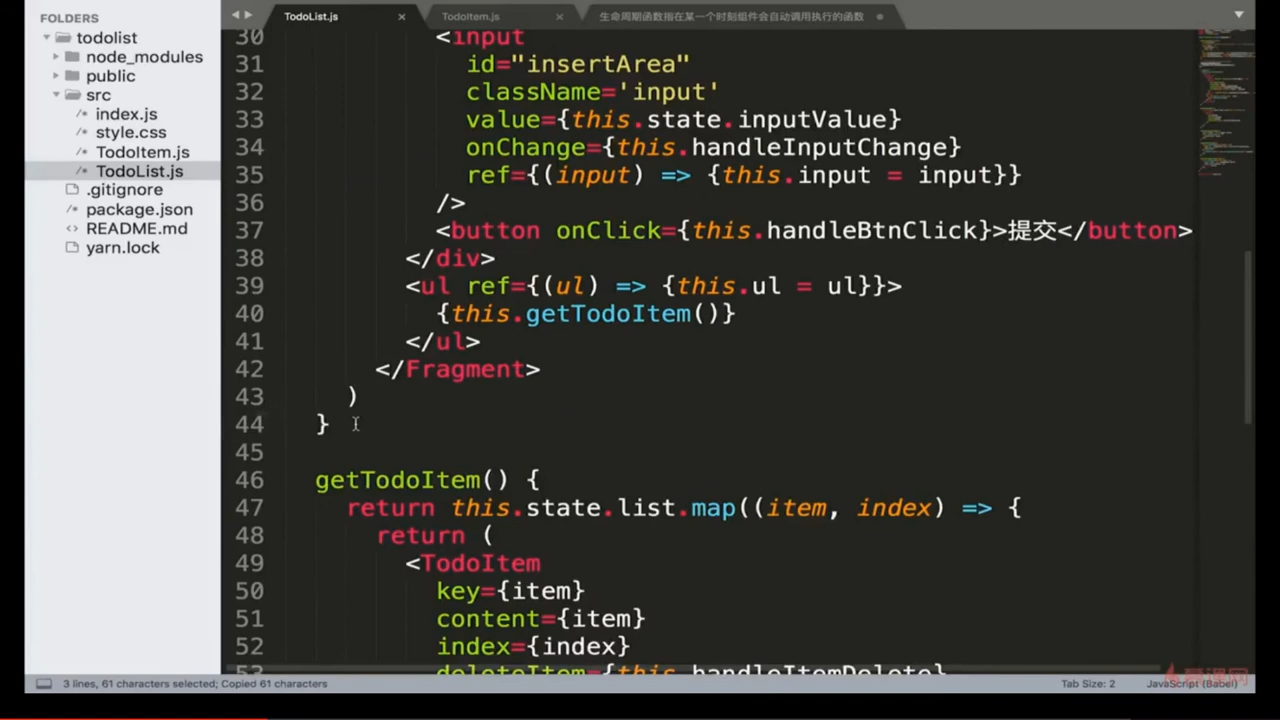 FOLDERS
todolist
node_modules
public
src
index.js
style.css
TodoItem.js
TodoList.js
.gitignore
package.json
README.md
yarn.lock
TodoList.js
TodoItem.js
生命周期函数指在某一个时刻组件会自动调用执行的函数
30 <input
31 id="insertArea"
32 className='input'
33 value={this.state.inputValue}
34 onChange={this.handleInputChange}
35 ref={(input) => {this.input = input}}
36 />
37 <button onClick={this.handleBtnClick}>提交</button>
38 </div>
39 <ul ref={(ul) => {this.ul = ul}}>
40 {this.getTodoItem()}
41 </ul>
42 </Fragment>
43 )
44 }
45
46 getTodoItem() {
47 return this.state.list.map((item, index) => {
48 return (
49 <TodoItem
50 key={item}
51 content={item}
52 index={index}
53 deleteItem={this.handleItemDelete}
3 lines, 61 characters selected; Copied 61 characters
Tab Size: 2
JavaScript (Babel)
慕课网